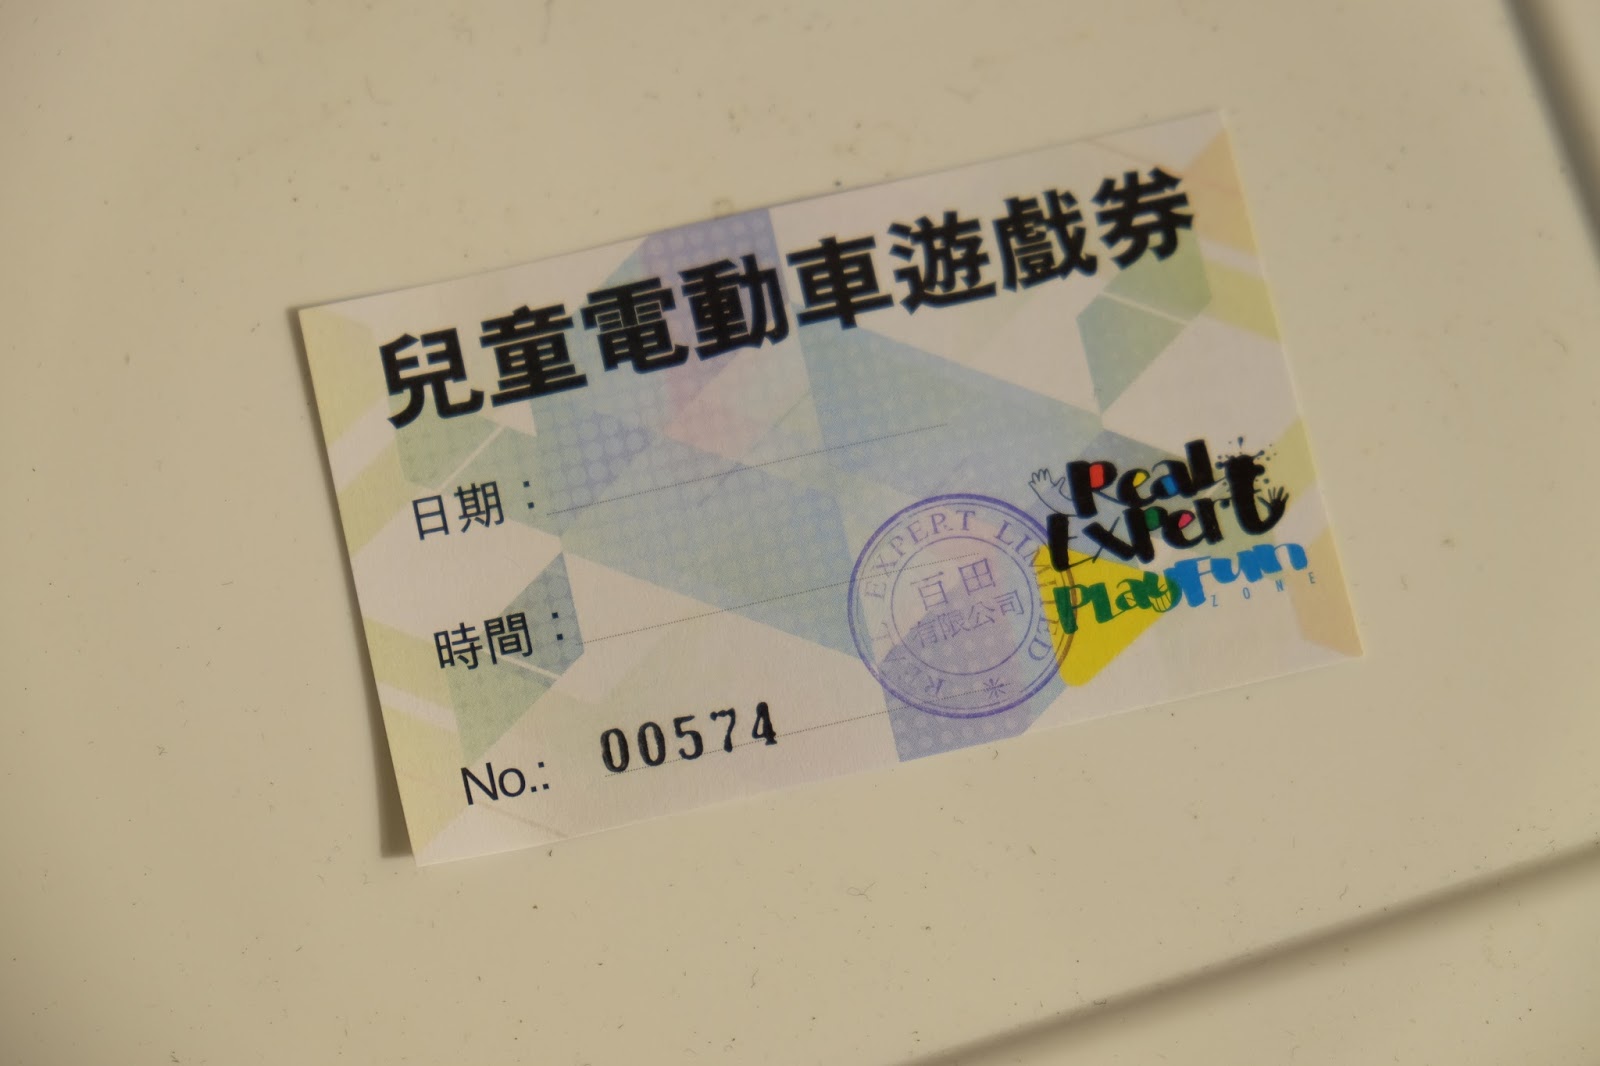 兒童電動車遊戲券
日期：
時間：
No.: 00574
REAL EXPERT LIMITED
百田
有限公司
*
Real
Expert
PlayFun
ZONE